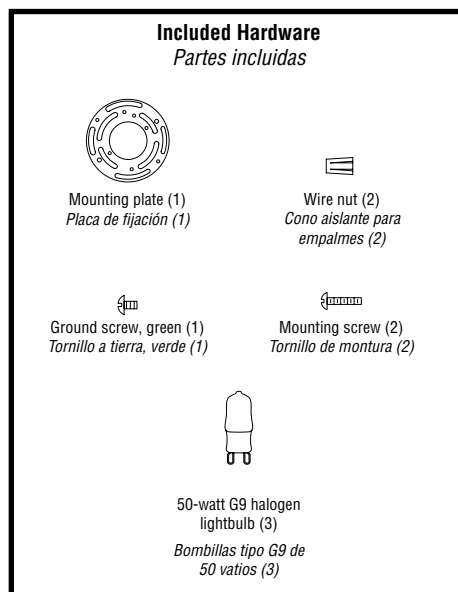 Included Hardware
Partes incluidas
Mounting plate (1)
Placa de fijación (1)
Wire nut (2)
Cono aislante para
empalmes (2)
Ground screw, green (1)
Tornillo a tierra, verde (1)
Mounting screw (2)
Tornillo de montura (2)
50-watt G9 halogen
lightbulb (3)
Bombillas tipo G9 de
50 vatios (3)